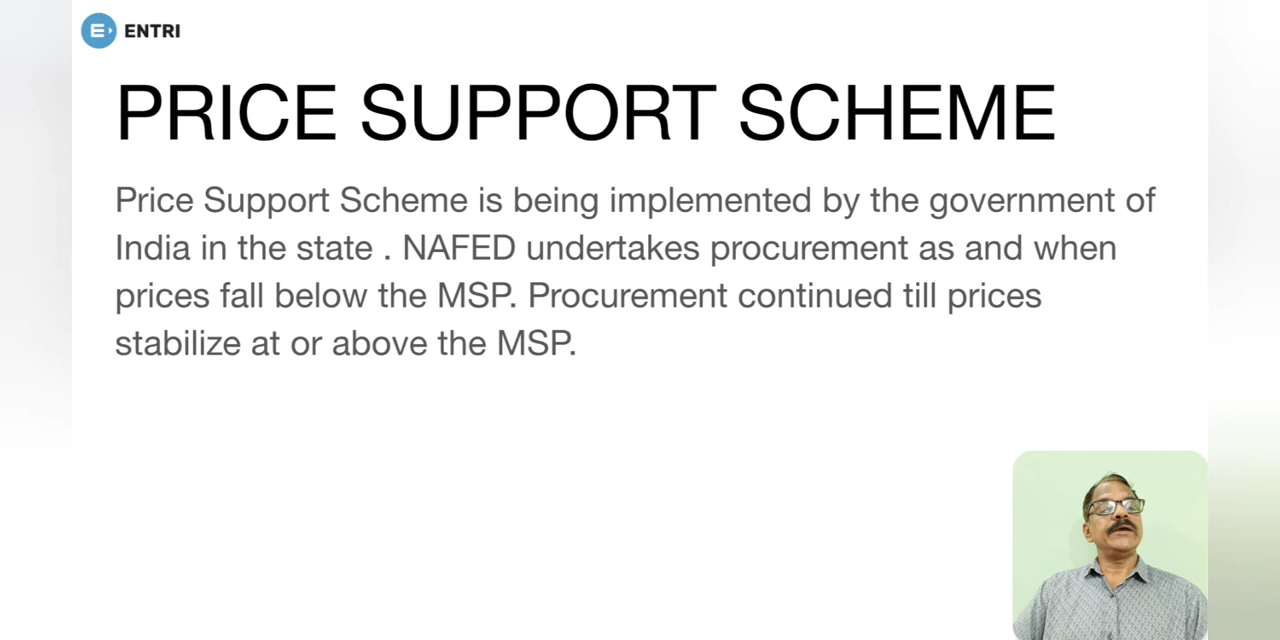 ENTRI
PRICE SUPPORT SCHEME
Price Support Scheme is being implemented by the government of
India in the state . NAFED undertakes procurement as and when
prices fall below the MSP. Procurement continued till prices
stabilize at or above the MSP.